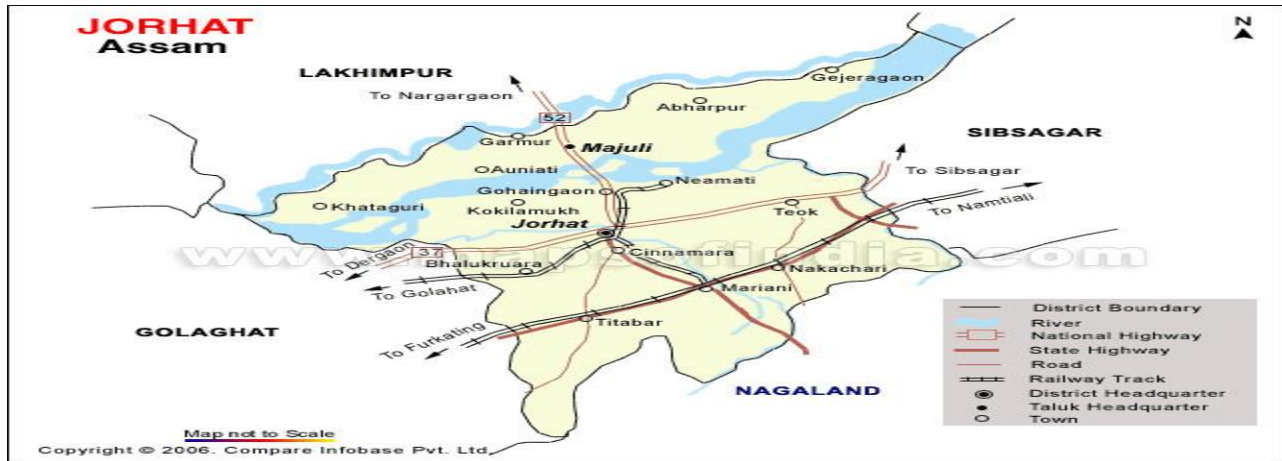 JORHAT
Assam
N
LAKHIMPUR
To Nargargaon
52
Gejeragaon
Abharpur
Garmur
Majuli
SIBSAGAR
Auniati
To Sibsagar
Gohaingaon
Neamati
Khataguri
Kokilamukh
Teok
To Namtiali
Jorhat
www.mapsofindia.com
37
Cinnamara
To Dergaon
Bhalukruara
Nakachari
To Golahat
Mariani
GOLAGHAT
Titabar
To Furkating
NAGALAND
District Boundary
River
National Highway
State Highway
Road
Railway Track
District Headquarter
Taluk Headquarter
Town
Map not to Scale
Copyright © 2006. Compare Infobase Pvt. Ltd.